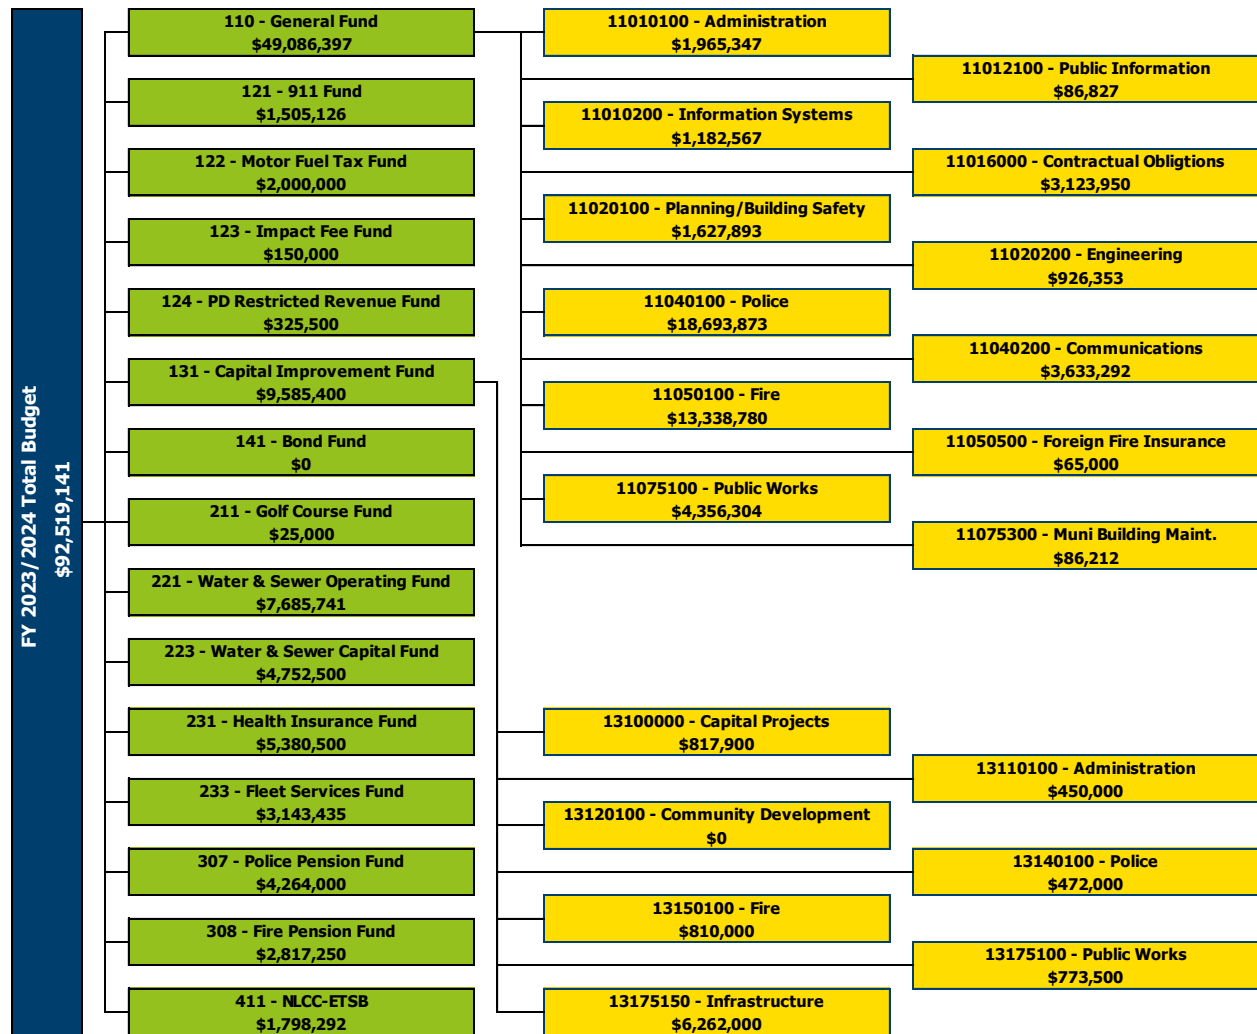 FY 2023/2024 Total Budget
$92,519,141
110 - General Fund
$49,086,397
121 - 911 Fund
$1,505,126
122 - Motor Fuel Tax Fund
$2,000,000
123 - Impact Fee Fund
$150,000
124 - PD Restricted Revenue Fund
$325,500
131 - Capital Improvement Fund
$9,585,400
141 - Bond Fund
$0
211 - Golf Course Fund
$25,000
221 - Water & Sewer Operating Fund
$7,685,741
223 - Water & Sewer Capital Fund
$4,752,500
231 - Health Insurance Fund
$5,380,500
233 - Fleet Services Fund
$3,143,435
307 - Police Pension Fund
$4,264,000
308 - Fire Pension Fund
$2,817,250
411 - NLCC-ETSB
$1,798,292
11010100 - Administration
$1,965,347
11012100 - Public Information
$86,827
11010200 - Information Systems
$1,182,567
11016000 - Contractual Obligtions
$3,123,950
11020100 - Planning/Building Safety
$1,627,893
11020200 - Engineering
$926,353
11040100 - Police
$18,693,873
11040200 - Communications
$3,633,292
11050100 - Fire
$13,338,780
11050500 - Foreign Fire Insurance
$65,000
11075100 - Public Works
$4,356,304
11075300 - Muni Building Maint.
$86,212
13100000 - Capital Projects
$817,900
13110100 - Administration
$450,000
13120100 - Community Development
$0
13140100 - Police
$472,000
13150100 - Fire
$810,000
13175100 - Public Works
$773,500
13175150 - Infrastructure
$6,262,000